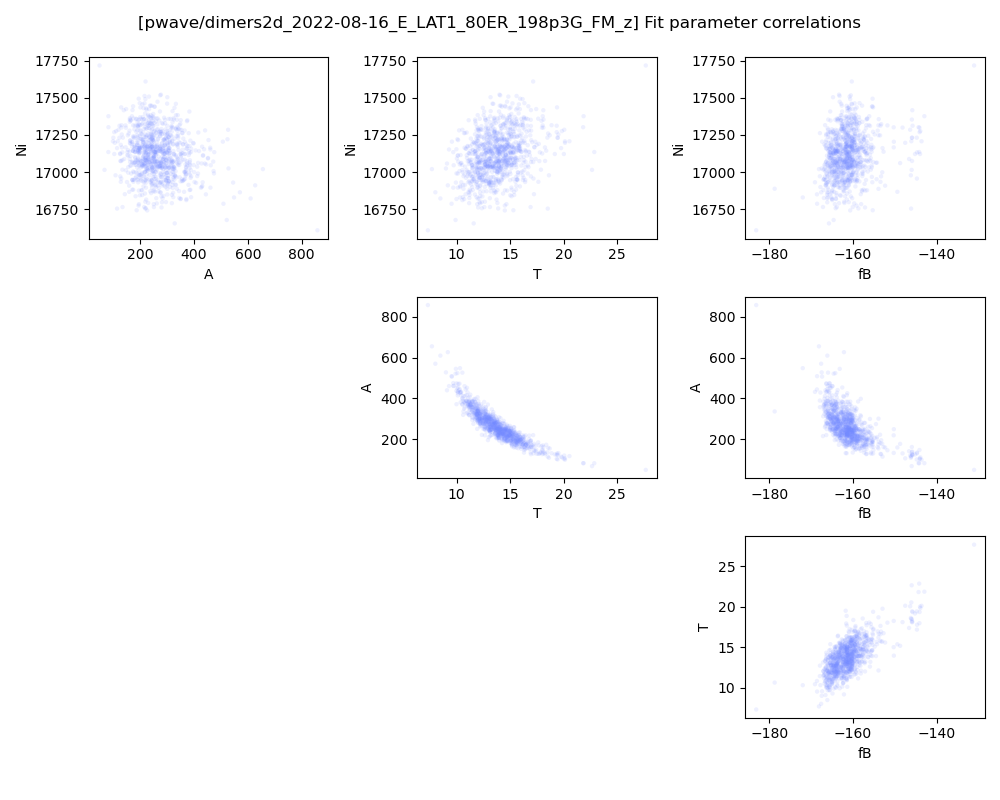 [pwave/dimers2d_2022-08-16_E_LAT1_80ER_198p3G_FM_z] Fit parameter correlations
17750
17500
17250
17000
16750
Ni
200 400 600 800
A
17750
17500
17250
17000
16750
Ni
10 15 20 25
T
17750
17500
17250
17000
16750
Ni
−180 −160 −140
fB
800
600
400
200
A
10 15 20 25
T
800
600
400
200
A
−180 −160 −140
fB
25
20
15
10
T
−180 −160 −140
fB